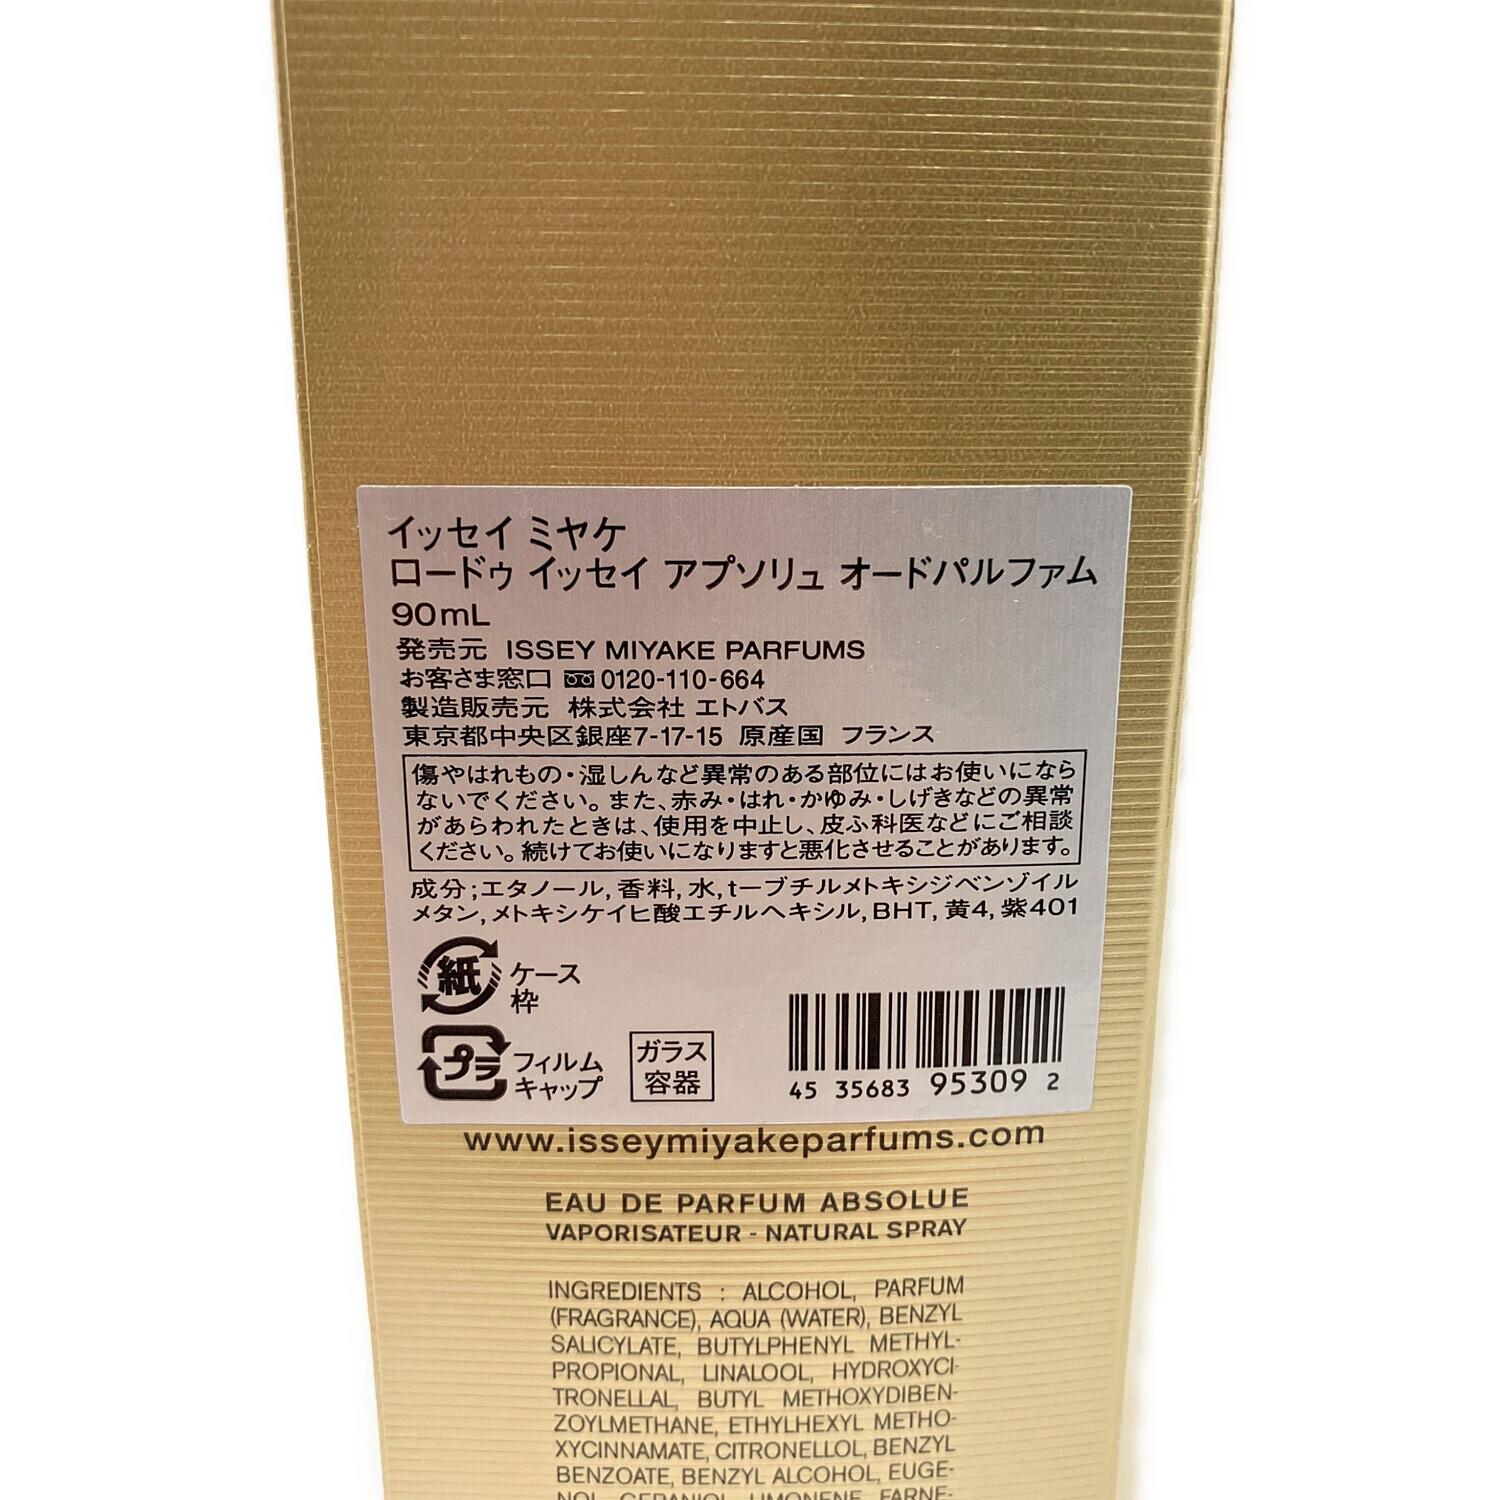 イッセイ ミヤケ
ロードゥ イッセイ アプソリュ オードパルファム
90mL
発売元 ISSEY MIYAKE PARFUMS
お客さま窓口 0120-110-664
製造販売元 株式会社 エトバス
東京都中央区銀座7-17-15 原産国 フランス
傷やはれもの・湿しんなど異常のある部位にはお使いになら
ないでください。また、赤み・はれ・かゆみ・しげきなどの異常
があらわれたときは、使用を中止し、皮ふ科医などにご相談
ください。続けてお使いになりますと悪化させることがあります。
成分;エタノール,香料,水,t-ブチルメトキシジベンゾイル
メタン,メトキシケイヒ酸エチルヘキシル,BHT,黄4,紫401
紙 ケース
枠
プラ フィルム
キャップ
ガラス
容器
45 35683 95309 2
www.isseymiyakeparfums.com
EAU DE PARFUM ABSOLUE
VAPORISATEUR - NATURAL SPRAY
INGREDIENTS : ALCOHOL, PARFUM
(FRAGRANCE), AQUA (WATER), BENZYL
SALICYLATE, BUTYLPHENYL METHYL-
PROPIONAL, LINALOOL, HYDROXYCI-
TRONELLAL, BUTYL METHOXYDIBEN-
ZOYLMETHANE, ETHYLHEXYL METHO-
XYCINNAMATE, CITRONELLOL, BENZYL
BENZOATE, BENZYL ALCOHOL, EUGE-
NOL, GERANIOL, LIMONENE, FARNE-